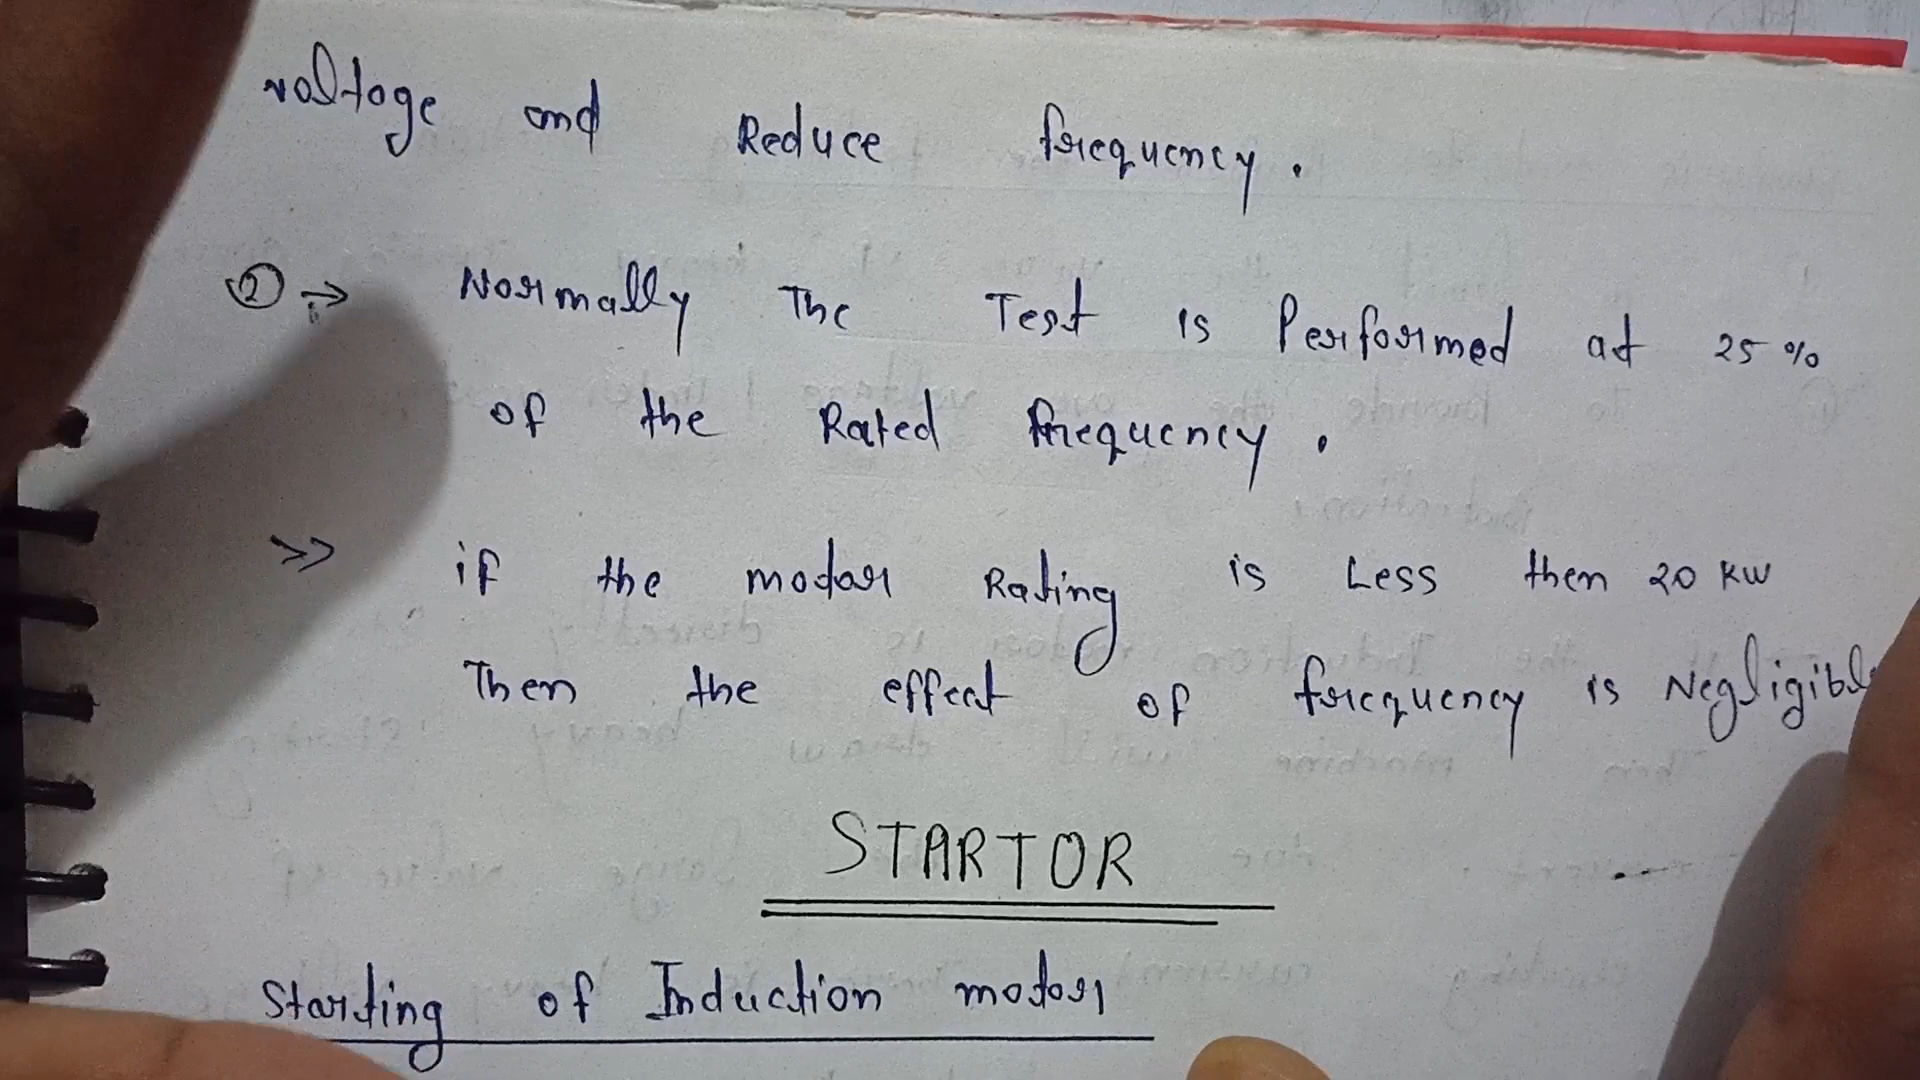 voltage and Reduce frequency.
② → Normally The Test is Performed at 25 %
of the Rated frequency.
>> if the motor Rating is Less then 20 KW
Then the effect of frequency is Negligible
STARTOR
Starting of Induction motor